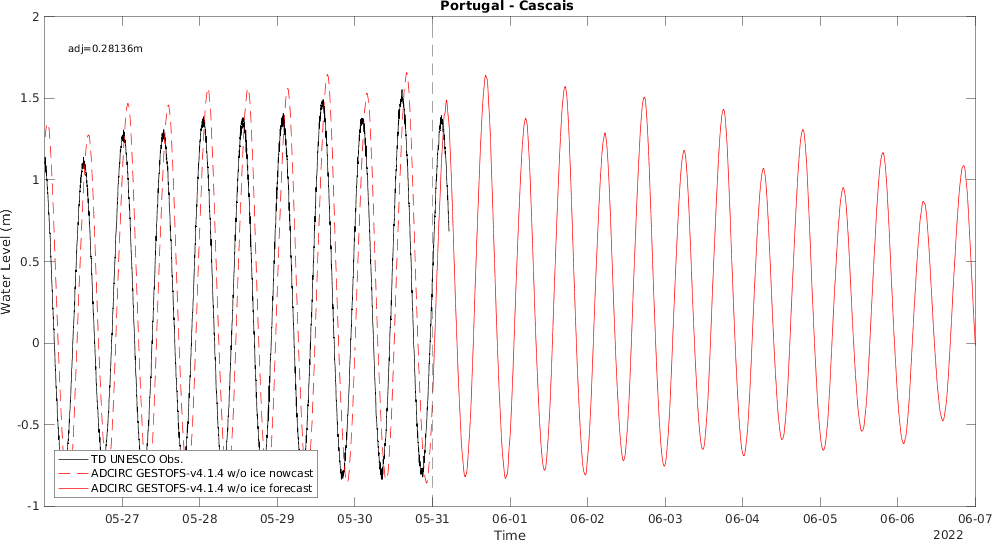 Portugal - Cascais
adj=0.28136m
2
1.5
1
0.5
0
-0.5
-1
Water Level (m)
TD UNESCO Obs.
ADCIRC GESTOFS-v4.1.4 w/o ice nowcast
ADCIRC GESTOFS-v4.1.4 w/o ice forecast
05-27 05-28 05-29 05-30 05-31 06-01 06-02 06-03 06-04 06-05 06-06 06-07
Time
2022